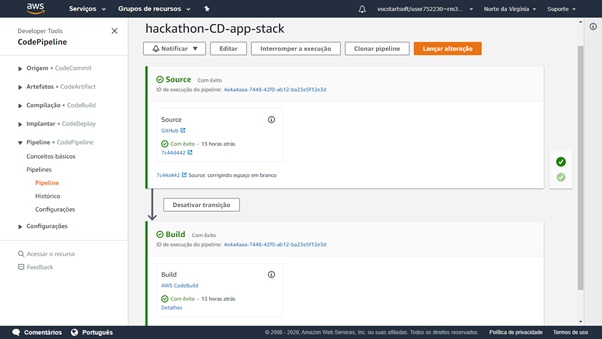 aws
Serviços
Grupos de recursos
vocstartsoft/user752230=rm3...
Norte da Virgínia
Suporte
Developer Tools
CodePipeline
Origem • CodeCommit
Artefatos • CodeArtifact
Compilação • CodeBuild
Implantar • CodeDeploy
Pipeline • CodePipeline
Conceitos básicos
Pipelines
Pipeline
Histórico
Configurações
Configurações
Acessar o recurso
Feedback
hackathon-CD-app-stack
Notificar
Editar
Interromper a execução
Clonar pipeline
Lançar alteração
Source Com êxito
ID de execução do pipeline: 4e4a4aaa-7448-42f0-ab12-ba23e5f12e3d
Source
GitHub
Com êxito - 13 horas atrás
7c44d442
7c44d442 Source: corrigindo espaço em branco
Desativar transição
Build Com êxito
ID de execução do pipeline: 4e4a4aaa-7448-42f0-ab12-ba23e5f12e3d
Build
AWS CodeBuild
Com êxito - 13 horas atrás
Detalhes
Comentários
Português
© 2008 - 2020, Amazon Web Services, Inc. ou suas afiliadas. Todos os direitos reservados.
Política de privacidade
Termos de uso